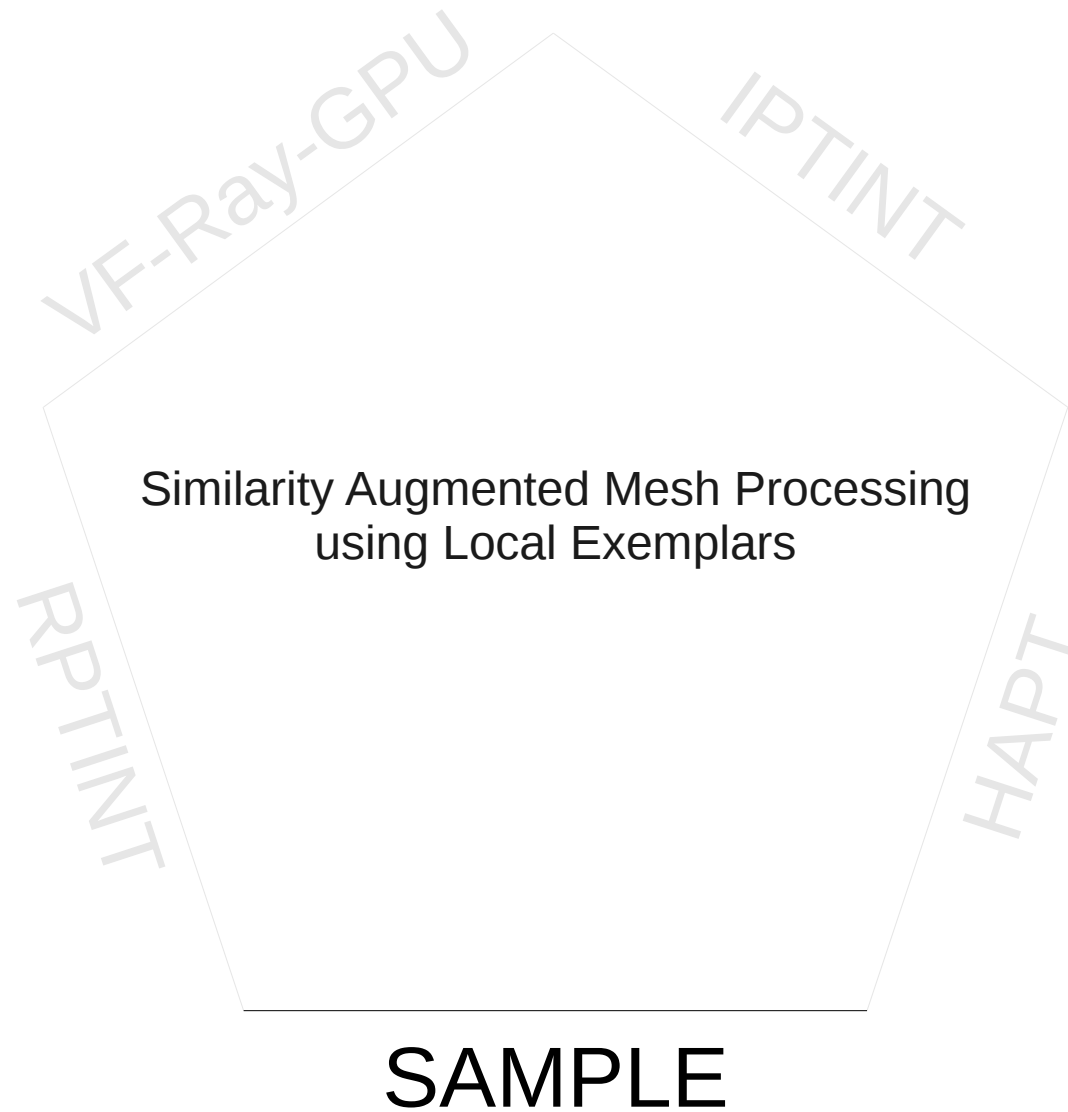 VF-Ray-GPU
IPTINT
Similarity Augmented Mesh Processing
using Local Exemplars
RPTINT
HAPT
SAMPLE